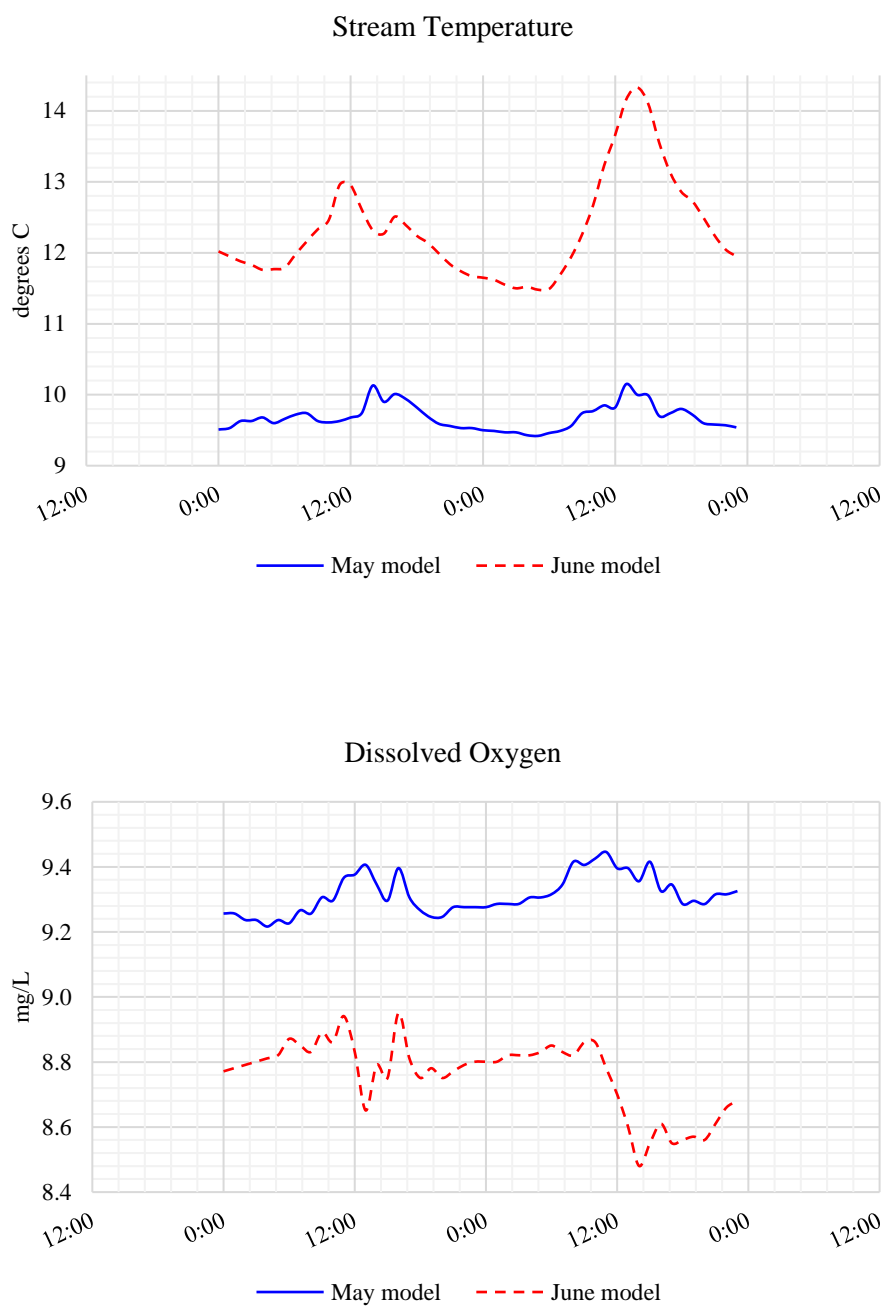 Stream Temperature
14
13
12
11
10
9
degrees C
12:00 0:00 12:00 0:00 12:00 0:00 12:00
May model June model
Dissolved Oxygen
9.6
9.4
9.2
9.0
8.8
8.6
8.4
mg/L
12:00 0:00 12:00 0:00 12:00 0:00 12:00
May model June model